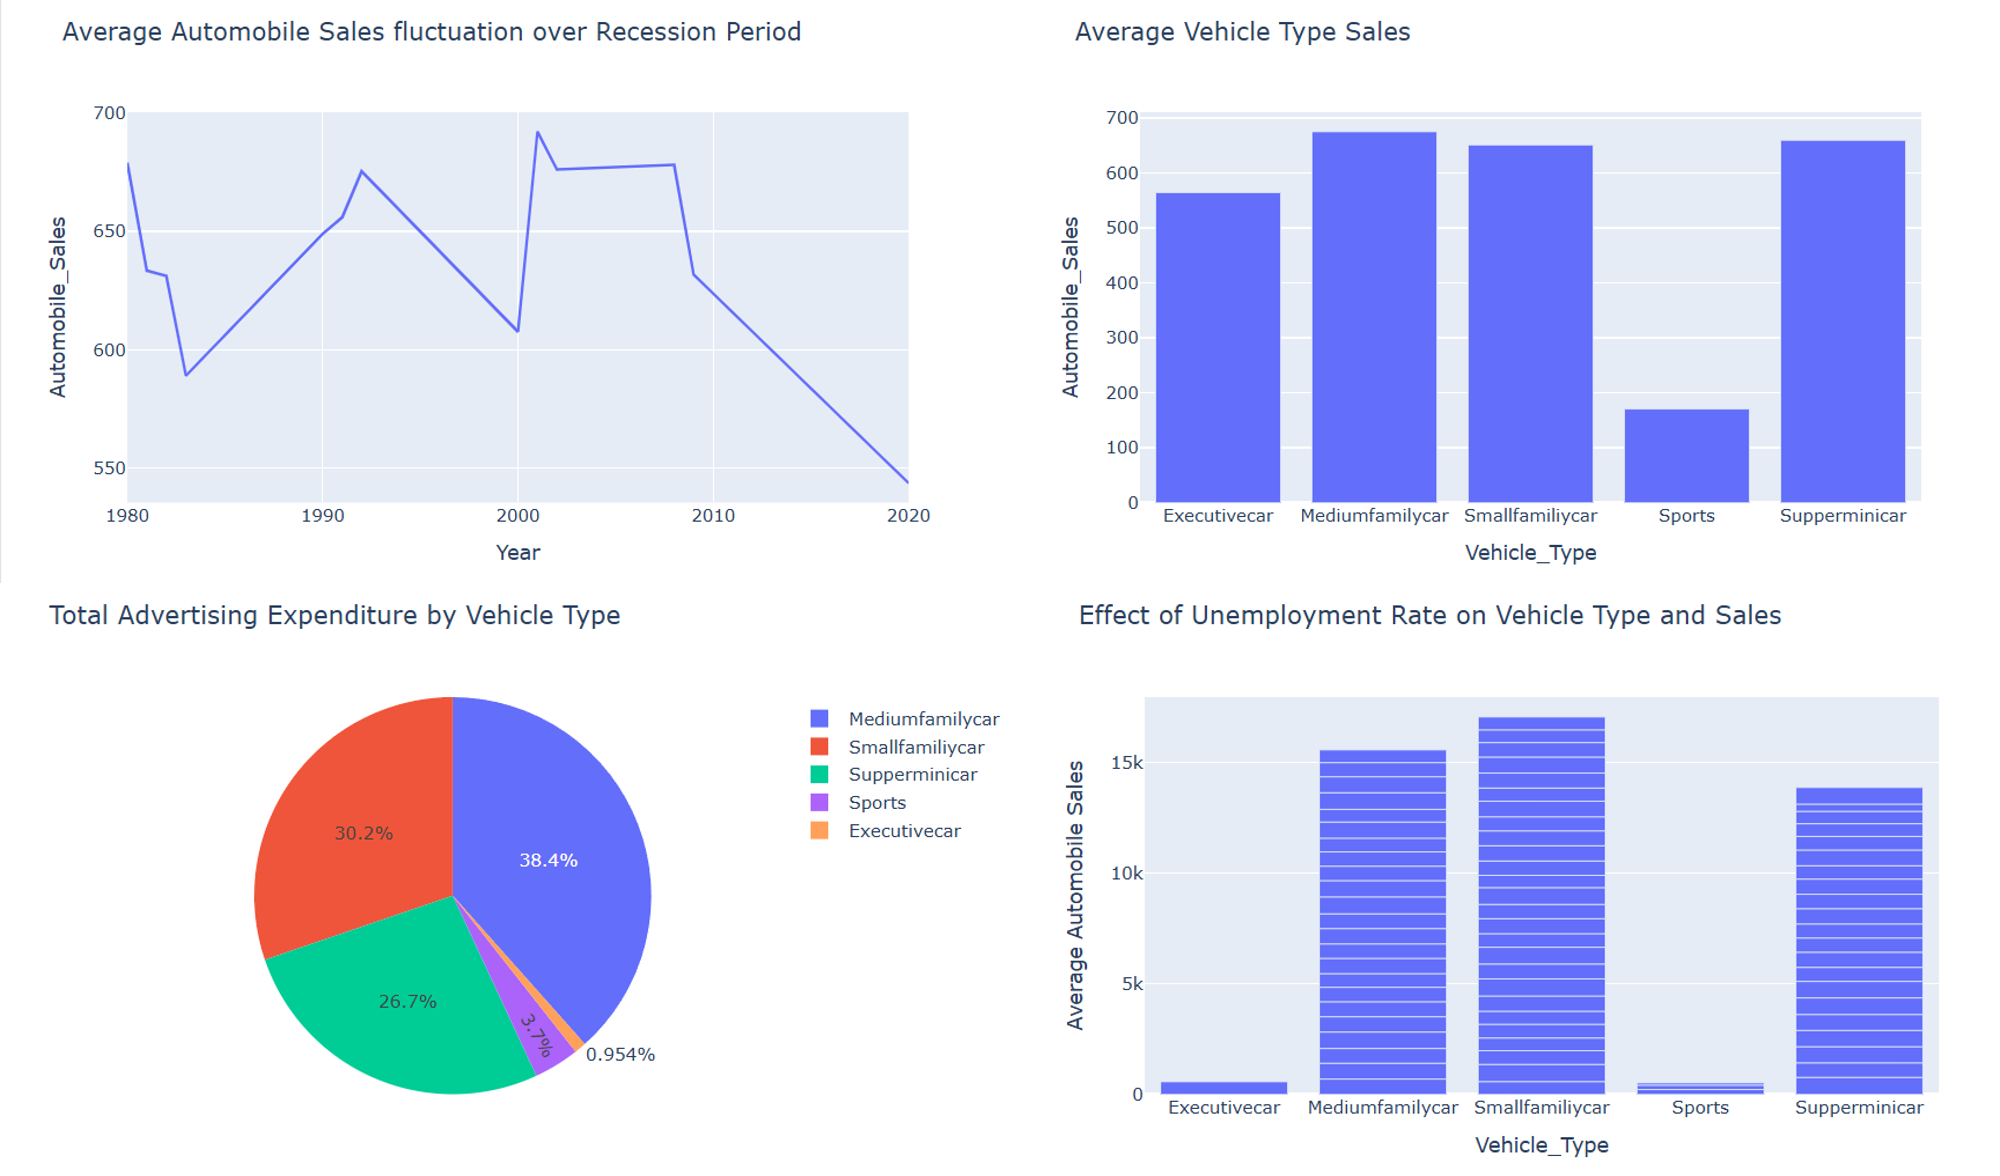 Average Automobile Sales fluctuation over Recession Period
700
650
600
550
Automobile_Sales
1980 1990 2000 2010 2020
Year
Average Vehicle Type Sales
700
600
500
400
300
200
100
0
Automobile_Sales
Executivecar Mediumfamilycar Smallfamiliycar Sports Supperminicar
Vehicle_Type
Total Advertising Expenditure by Vehicle Type
30.2%
38.4%
26.7%
3.7%
0.954%
Mediumfamilycar
Smallfamiliycar
Supperminicar
Sports
Executivecar
Effect of Unemployment Rate on Vehicle Type and Sales
15k
10k
5k
0
Average Automobile Sales
Executivecar Mediumfamilycar Smallfamiliycar Sports Supperminicar
Vehicle_Type